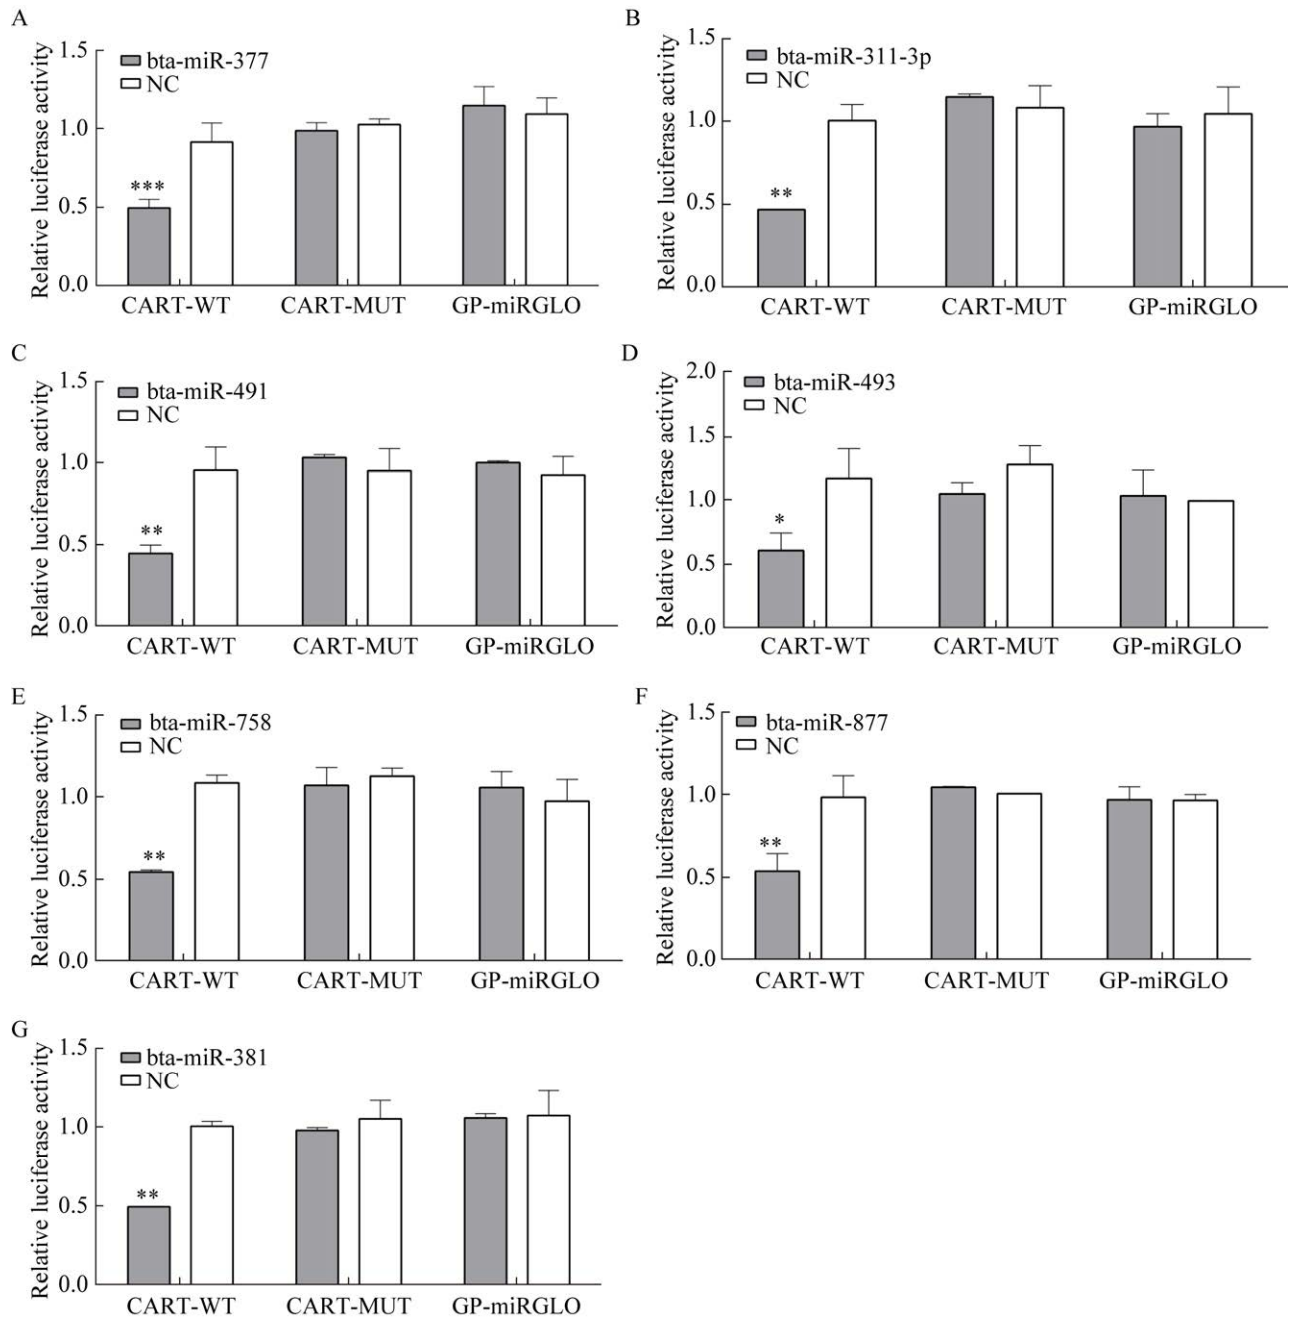 A
Relative luciferase activity
1.5
1.0
0.5
0.0
bta-miR-377
NC
***
CART-WT CART-MUT GP-miRGLO
B
Relative luciferase activity
1.5
1.0
0.5
0.0
bta-miR-311-3p
NC
**
CART-WT CART-MUT GP-miRGLO
C
Relative luciferase activity
1.5
1.0
0.5
0.0
bta-miR-491
NC
**
CART-WT CART-MUT GP-miRGLO
D
Relative luciferase activity
2.0
1.5
1.0
0.5
0.0
bta-miR-493
NC
*
CART-WT CART-MUT GP-miRGLO
E
Relative luciferase activity
1.5
1.0
0.5
0.0
bta-miR-758
NC
**
CART-WT CART-MUT GP-miRGLO
F
Relative luciferase activity
1.5
1.0
0.5
0.0
bta-miR-877
NC
**
CART-WT CART-MUT GP-miRGLO
G
Relative luciferase activity
1.5
1.0
0.5
0.0
bta-miR-381
NC
**
CART-WT CART-MUT GP-miRGLO